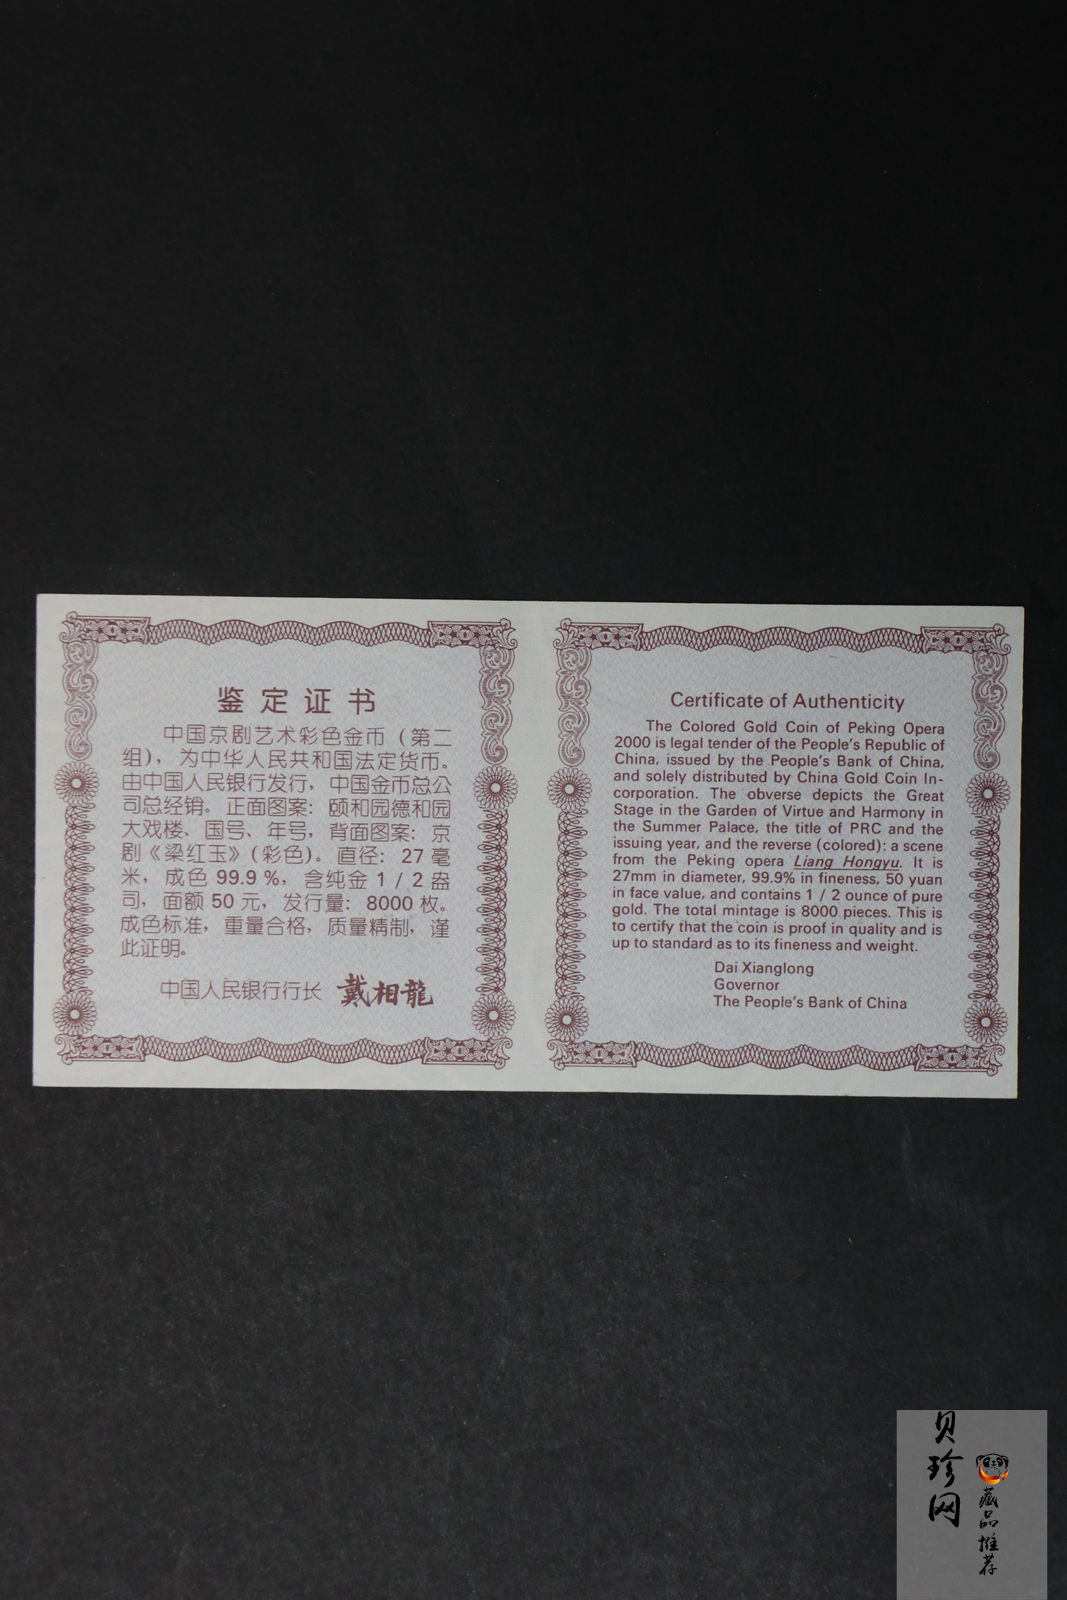 鉴定证书
中国京剧艺术彩色金币（第二
组），为中华人民共和国法定货币。
由中国人民银行发行，中国金币总公
司总经销。正面图案：颐和园德和园
大戏楼、国号、年号，背面图案：京
剧《梁红玉》（彩色）。直径：27毫
米，成色99.9%，含纯金1/2盎
司，面额50元，发行量：8000枚。
成色标准，重量合格，质量精制，谨
此证明。
中国人民银行行长 戴相龍
Certificate of Authenticity
The Colored Gold Coin of Peking Opera
2000 is legal tender of the People's Republic of
China, issued by the People's Bank of China,
and solely distributed by China Gold Coin In-
corporation. The obverse depicts the Great
Stage in the Garden of Virtue and Harmony in
the Summer Palace, the title of PRC and the
issuing year, and the reverse (colored): a scene
from the Peking opera Liang Hongyu. It is
27mm in diameter, 99.9% in fineness, 50 yuan
in face value, and contains 1 / 2 ounce of pure
gold. The total mintage is 8000 pieces. This is
to certify that the coin is proof in quality and is
up to standard as to its fineness and weight.
Dai Xianglong
Governor
The People's Bank of China
贝珍网
藏品推荐